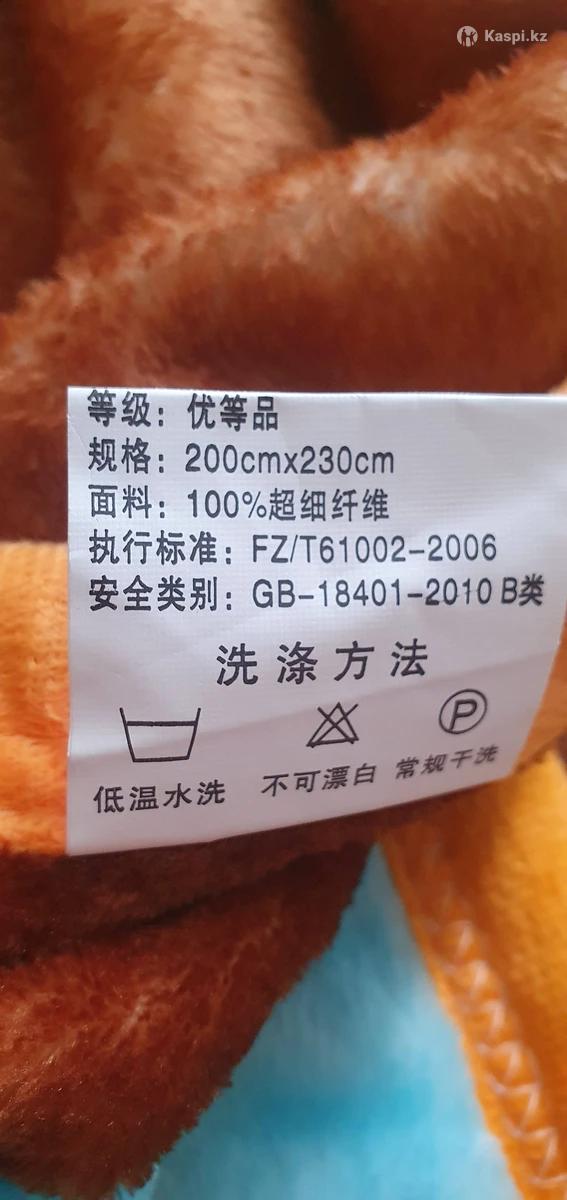 Kaspi.kz
等级：优等品
规格：200cmx230cm
面料：100%超细纤维
执行标准：FZ/T61002-2006
安全类别：GB-18401-2010 B类
洗涤方法
P
低温水洗 不可漂白 常规干洗